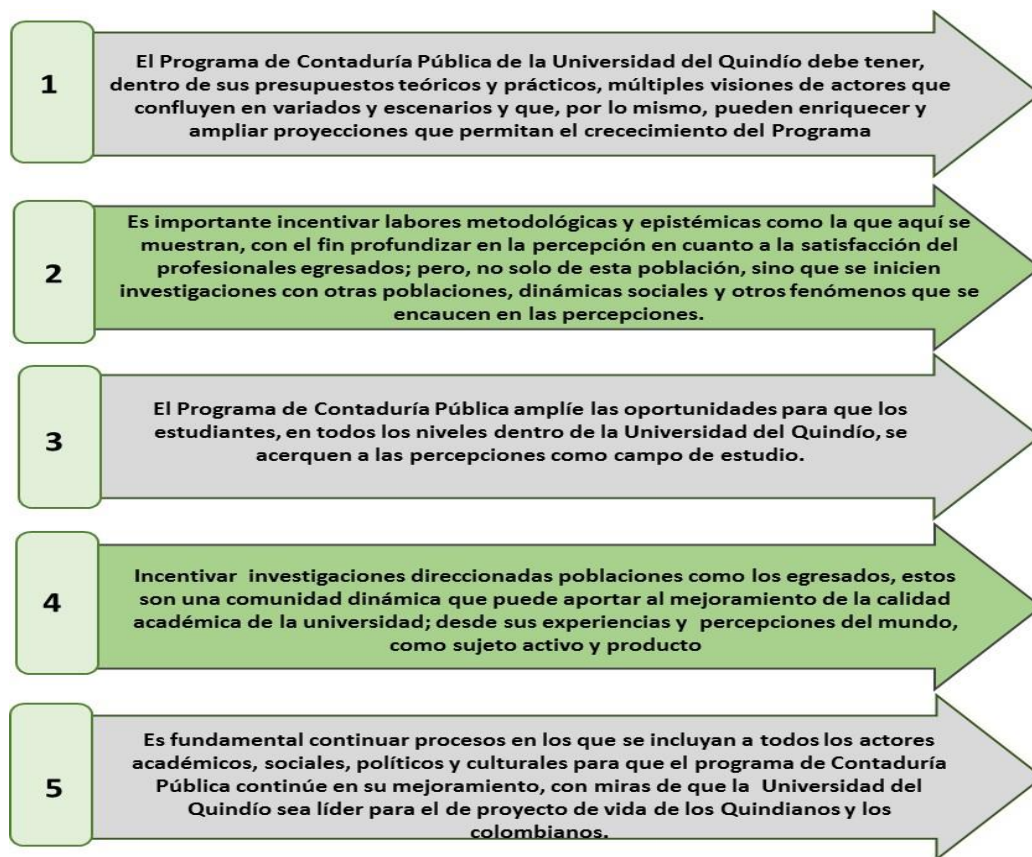 1
El Programa de Contaduría Pública de la Universidad del Quindío debe tener,
dentro de sus presupuestos teóricos y prácticos, múltiples visiones de actores que
confluyen en variados y escenarios y que, por lo mismo, pueden enriquecer y
ampliar proyecciones que permitan el crececimiento del Programa
2
Es importante incentivar labores metodológicas y epistémicas como la que aquí se
muestran, con el fin profundizar en la percepción en cuanto a la satisfacción del
profesionales egresados; pero, no solo de esta población, sino que se inicien
investigaciones con otras poblaciones, dinámicas sociales y otros fenómenos que se
encaucen en las percepciones.
3
El Programa de Contaduría Pública amplíe las oportunidades para que los
estudiantes, en todos los niveles dentro de la Universidad del Quindío, se
acerquen a las percepciones como campo de estudio.
4
Incentivar investigaciones direccionadas poblaciones como los egresados, estos
son una comunidad dinámica que puede aportar al mejoramiento de la calidad
académica de la universidad; desde sus experiencias y percepciones del mundo,
como sujeto activo y producto
5
Es fundamental continuar procesos en los que se incluyan a todos los actores
académicos, sociales, políticos y culturales para que el programa de Contaduría
Pública continúe en su mejoramiento, con miras de que la Universidad del
Quindío sea líder para el de proyecto de vida de los Quindianos y los
colombianos.